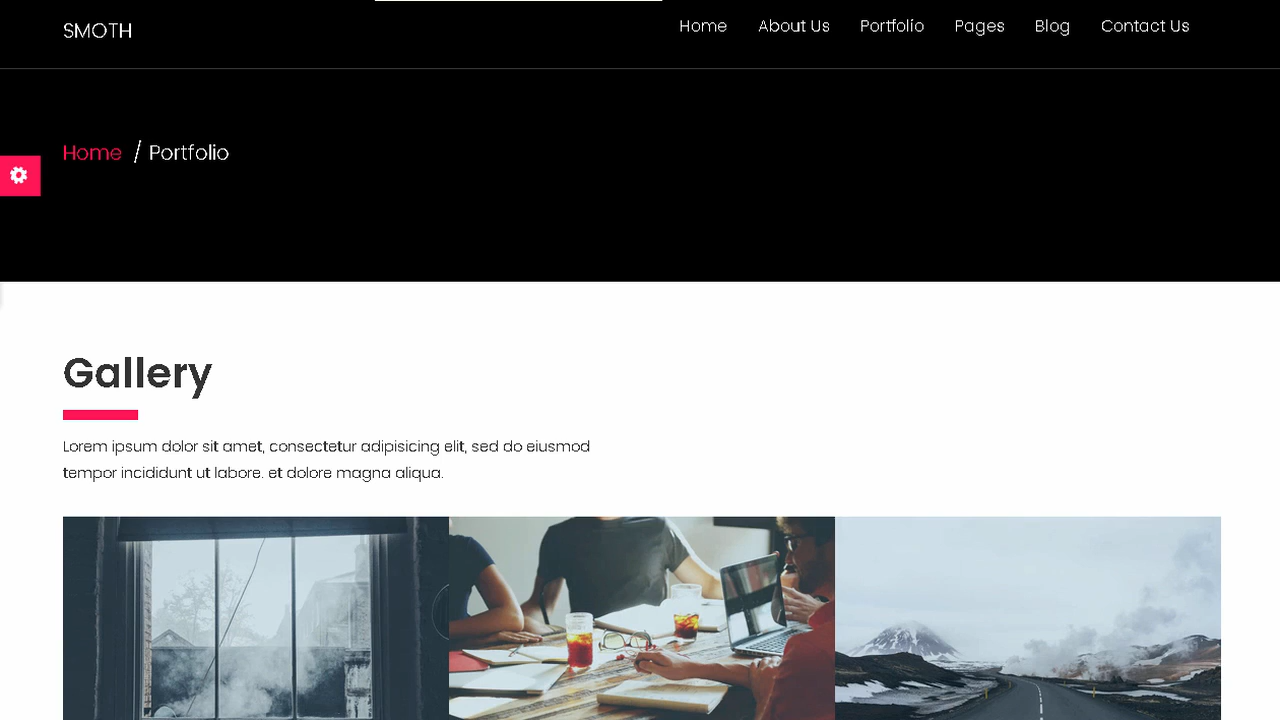 SMOTH
Home About Us Portfolio Pages Blog Contact Us
Home / Portfolio
Gallery
Lorem ipsum dolor sit amet, consectetur adipisicing elit, sed do eiusmod
tempor incididunt ut labore. et dolore magna aliqua.